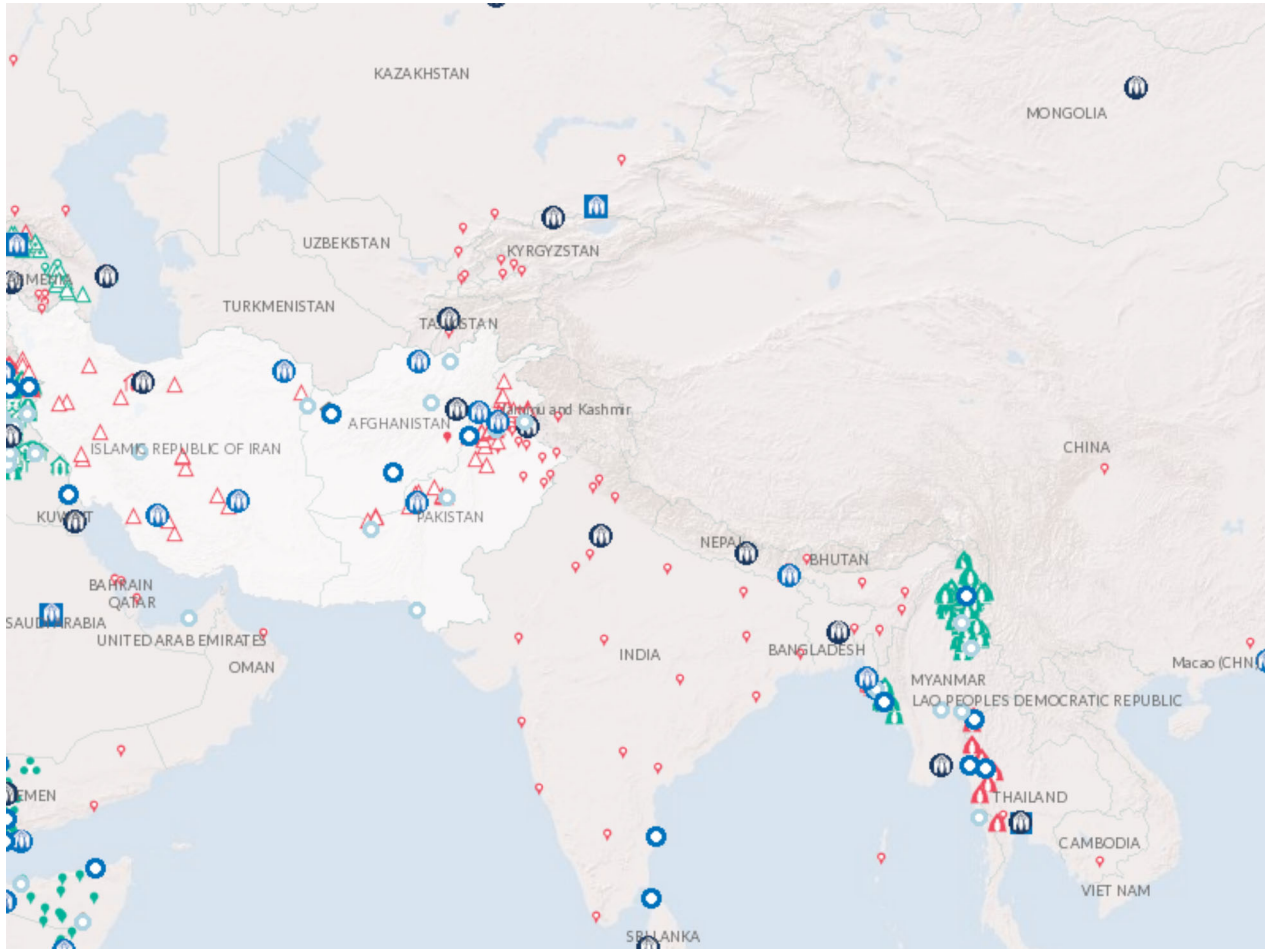 KAZAKHSTAN
MONGOLIA
UZBEKISTAN
KYRGYZSTAN
ARMENIA
TURKMENISTAN
TAJIKISTAN
Jammu and Kashmir
AFGHANISTAN
ISLAMIC REPUBLIC OF IRAN
CHINA
KUWAIT
PAKISTAN
NEPAL
BHUTAN
BAHRAIN
QATAR
SAUDI ARABIA
UNITED ARAB EMIRATES
INDIA
BANGLADESH
OMAN
Macao (CHN)
MYANMAR
LAO PEOPLE'S DEMOCRATIC REPUBLIC
YEMEN
THAILAND
CAMBODIA
VIET NAM
SRI LANKA